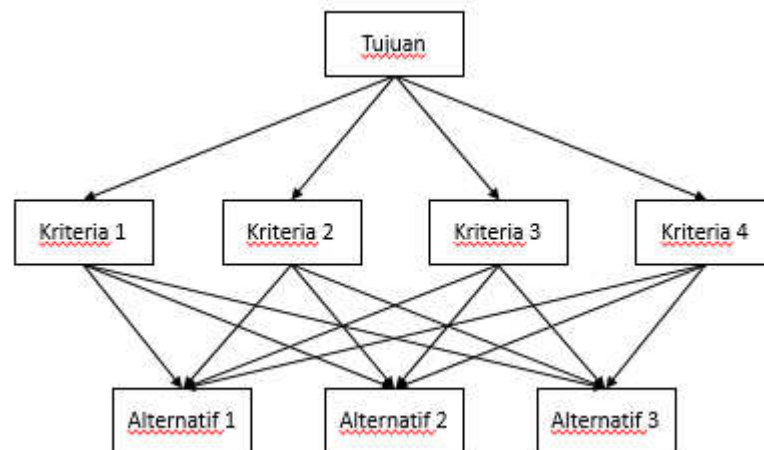 Tujuan
Kriteria 1
Kriteria 2
Kriteria 3
Kriteria 4
Alternatif 1
Alternatif 2
Alternatif 3